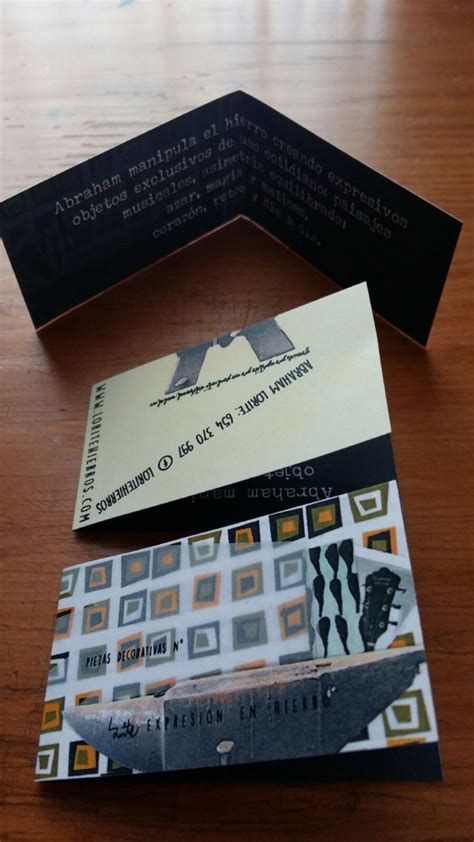 Abraham manipula el hierro creando expresivos
objetos exclusivos de uso cotidiano: paisajes
musicales, asimetría equilibrada;
azar, magia y matices,
corazón, retos y día a día.
WWW.LORITEHIERROS.COM
ABRAHAM LORITE: 654 370 997 LORITEHIERROS
Abraham mani
objet
PIEZAS DECORATIVAS Nº
Lorite EXPRESIÓN EN HIERRO